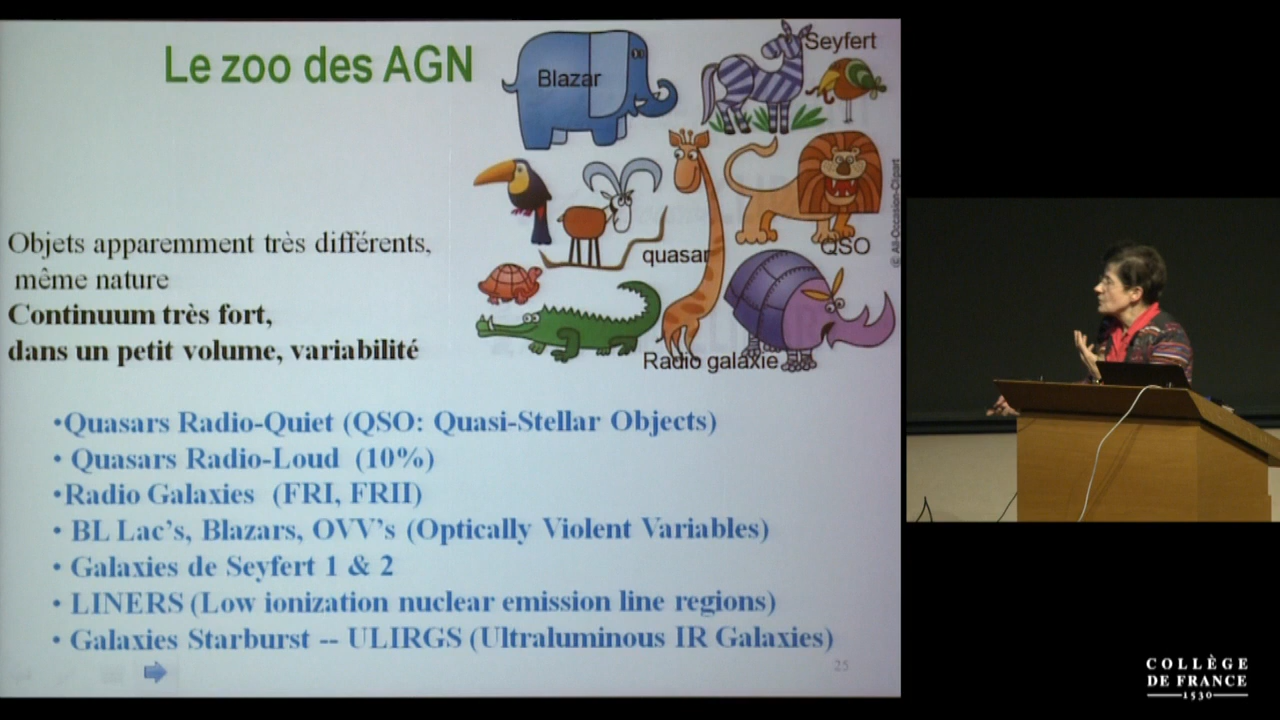 Le zoo des AGN
Blazar
Seyfert
quasar
QSO
Radio galaxie
© All-Occasion-Clipart
Objets apparemment très différents,
même nature
Continuum très fort,
dans un petit volume, variabilité
•Quasars Radio-Quiet (QSO: Quasi-Stellar Objects)
• Quasars Radio-Loud (10%)
•Radio Galaxies (FRI, FRII)
• BL Lac's, Blazars, OVV's (Optically Violent Variables)
• Galaxies de Seyfert 1 & 2
• LINERS (Low ionization nuclear emission line regions)
• Galaxies Starburst -- ULIRGS (Ultraluminous IR Galaxies)
25
COLLÈGE
DE FRANCE
1530